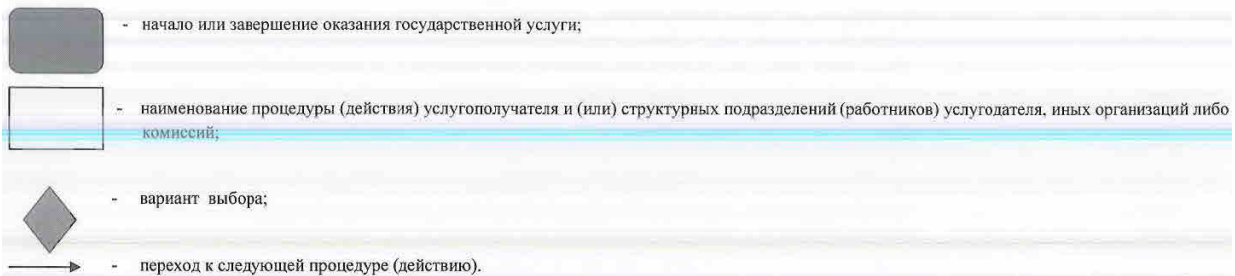 - начало или завершение оказания государственной услуги;
- наименование процедуры (действия) услугополучателя и (или) структурных подразделений (работников) услугодателя, иных организаций либо
комиссий;
- вариант выбора;
- переход к следующей процедуре (действию).